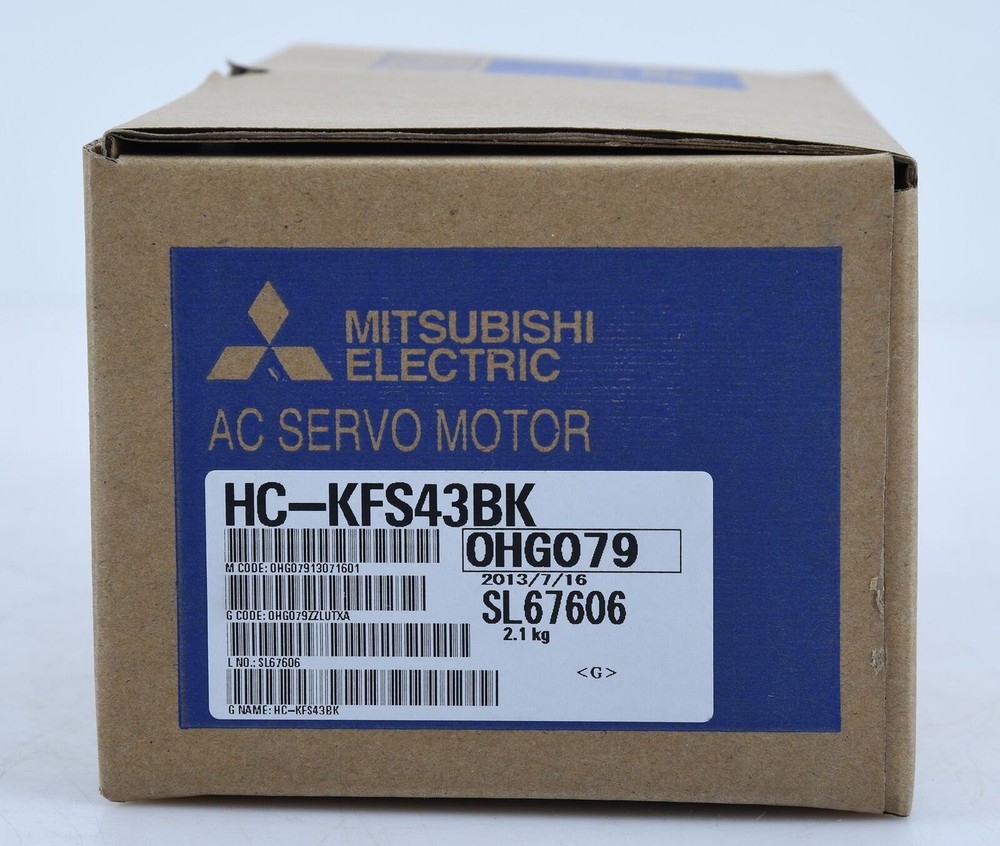 MITSUBISHI
ELECTRIC
AC SERVO MOTOR
HC-KFS43BK
OHG079
M CODE: OHG07913071601
2013/7/16
G CODE: OHG079ZZLUTXA
SL67606
2.1 kg
L NO.: SL67606
<G>
G NAME: HC-KFS43BK